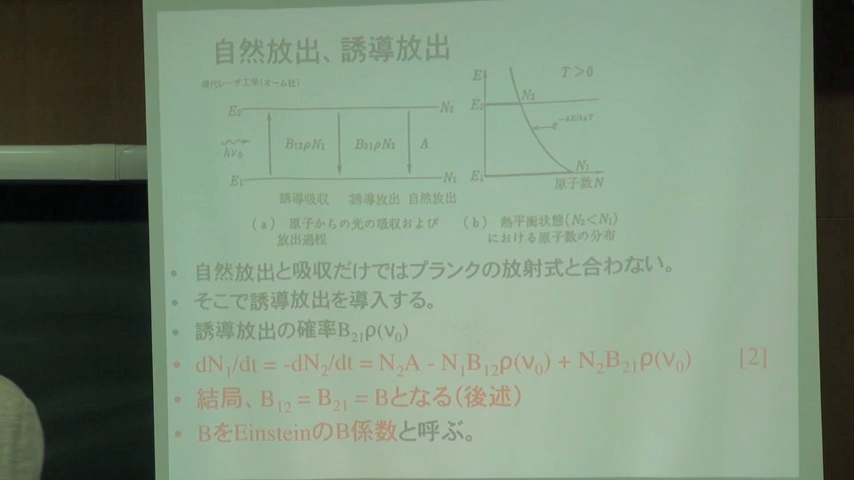 自然放出、誘導放出
現代レーザ工学(オーム社)
E₂ N₂
hν₀ B₁₂ρN₁ B₂₁ρN₂ A
E₁ N₁
誘導吸収 誘導放出 自然放出
(a) 原子からの光の吸収および
放出過程
E T>0
E₂ N₂
E₁ N₁
原子数N
(b) 熱平衡状態(N₂<N₁)
における原子数の分布
• 自然放出と吸収だけではプランクの放射式と合わない。
• そこで誘導放出を導入する。
• 誘導放出の確率B₂₁ρ(ν₀)
• dN₁/dt = -dN₂/dt = N₂A - N₁B₁₂ρ(ν₀) + N₂B₂₁ρ(ν₀) [2]
• 結局、B₁₂ = B₂₁ = Bとなる(後述)
• BをEinsteinのB係数と呼ぶ。